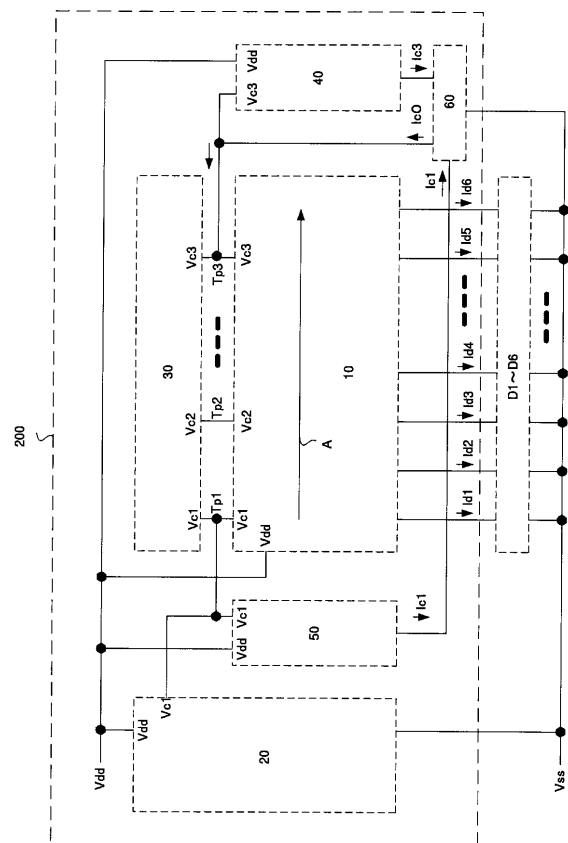 200
Vdd
Vdd
Vc1
20
Vss
Vdd
Vc1
50
Ic1
Vc1
Vc2
Vc3
30
Tp1
Tp2
Tp3
Vdd
Vc1
Vc2
Vc3
A
10
Id1
Id2
Id3
Id4
Id5
Id6
D1~D6
Vc3
Vdd
40
Ic3
Ic0
Ic1
60